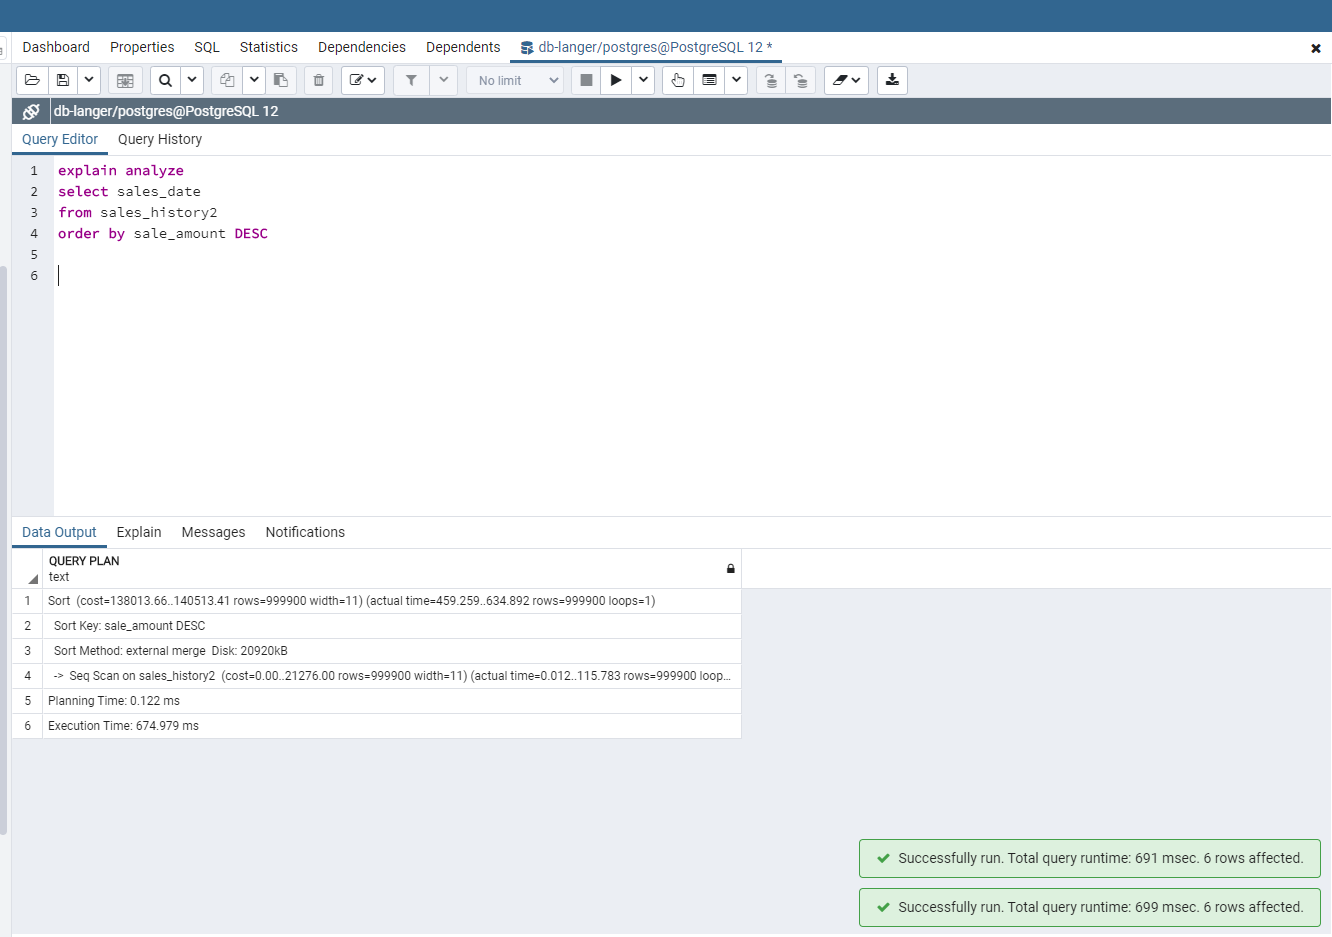 Dashboard Properties SQL Statistics Dependencies Dependents db-langer/postgres@PostgreSQL 12 *
No limit
db-langer/postgres@PostgreSQL 12
Query Editor Query History
1 explain analyze
2 select sales_date
3 from sales_history2
4 order by sale_amount DESC
5
6
Data Output Explain Messages Notifications
QUERY PLAN
text
1 Sort (cost=138013.66..140513.41 rows=999900 width=11) (actual time=459.259..634.892 rows=999900 loops=1)
2 Sort Key: sale_amount DESC
3 Sort Method: external merge Disk: 20920kB
4 -> Seq Scan on sales_history2 (cost=0.00..21276.00 rows=999900 width=11) (actual time=0.012..115.783 rows=999900 loop...
5 Planning Time: 0.122 ms
6 Execution Time: 674.979 ms
Successfully run. Total query runtime: 691 msec. 6 rows affected.
Successfully run. Total query runtime: 699 msec. 6 rows affected.